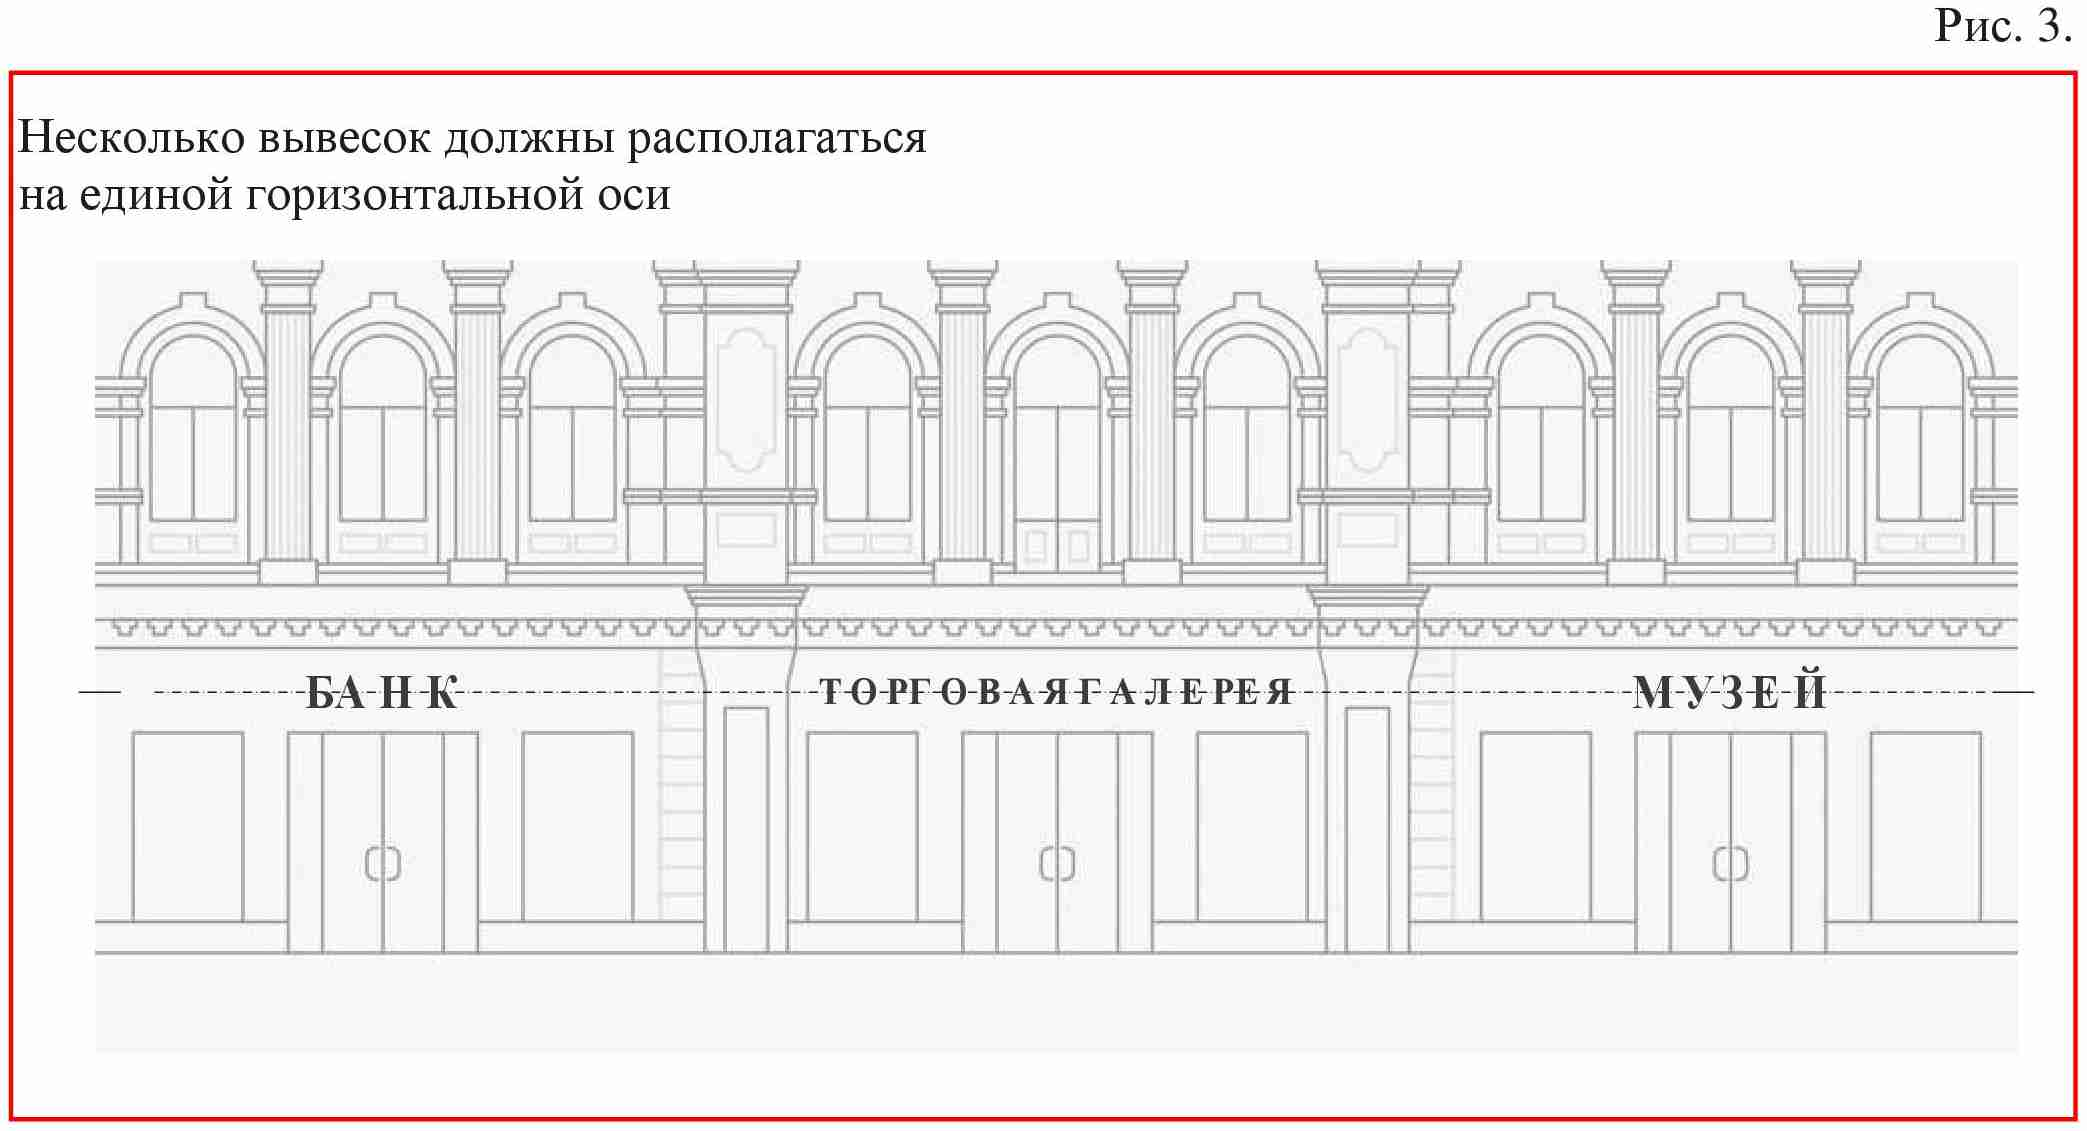 Рис. 3.
Несколько вывесок должны располагаться
на единой горизонтальной оси
БАНК ТОРГОВАЯ ГАЛЕРЕЯ МУЗЕЙ